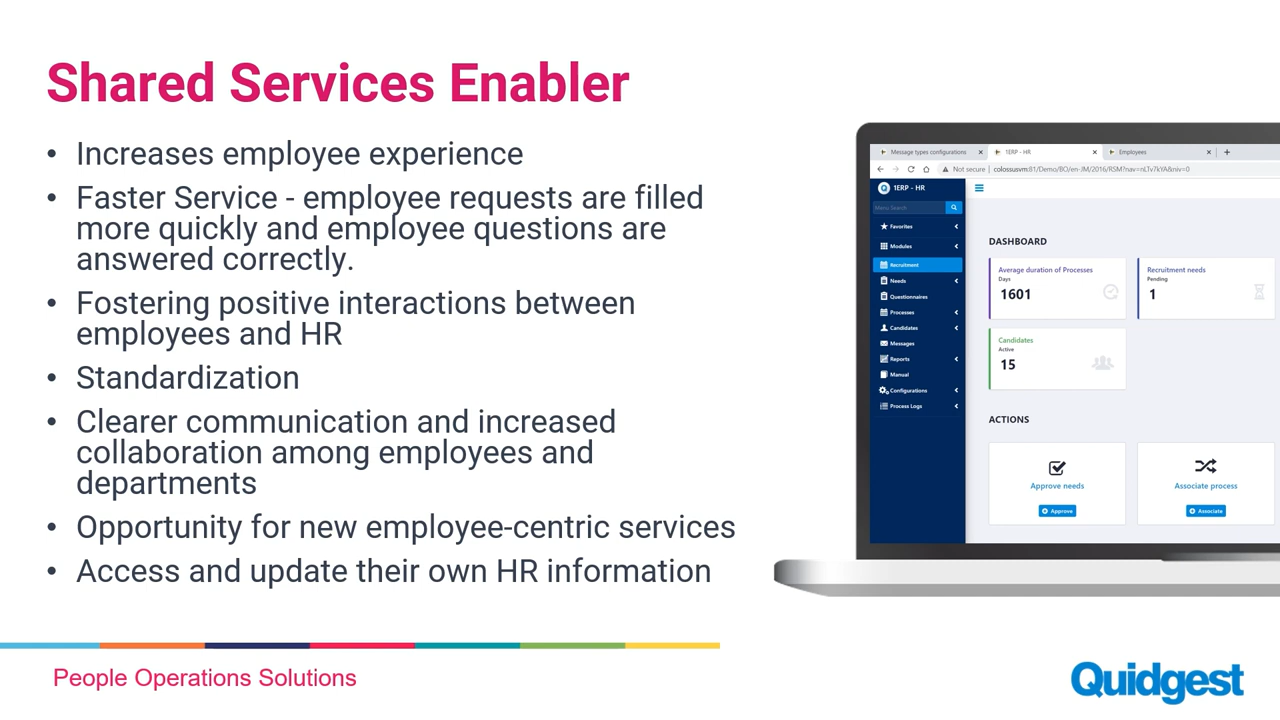 Shared Services Enabler
• Increases employee experience
• Faster Service - employee requests are filled
more quickly and employee questions are
answered correctly.
• Fostering positive interactions between
employees and HR
• Standardization
• Clearer communication and increased
collaboration among employees and
departments
• Opportunity for new employee-centric services
• Access and update their own HR information
Message types configurations
1ERP - HR
Employees
Not secure
1ERP - HR
Menu Search
Favorites
Modules
Recruitment
Needs
Questionnaires
Processes
Candidates
Messages
Reports
Manual
Configurations
Process Logs
DASHBOARD
Average duration of Processes
Days
1601
Recruitment needs
Pending
1
Candidates
Active
15
ACTIONS
Approve needs
Approve
Associate process
Associate
People Operations Solutions
Quidgest